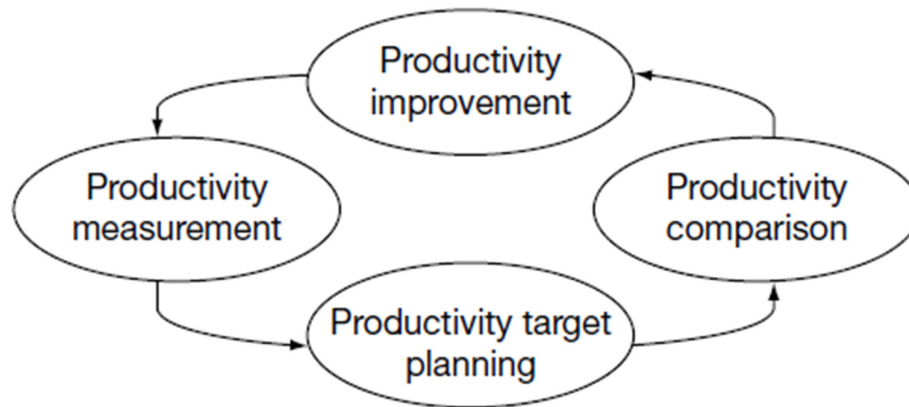 Productivity
improvement
Productivity
measurement
Productivity
comparison
Productivity target
planning